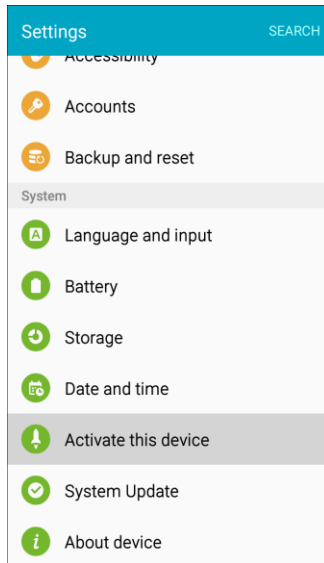 Settings
SEARCH
Accessibility
Accounts
Backup and reset
System
Language and input
Battery
Storage
Date and time
Activate this device
System Update
About device